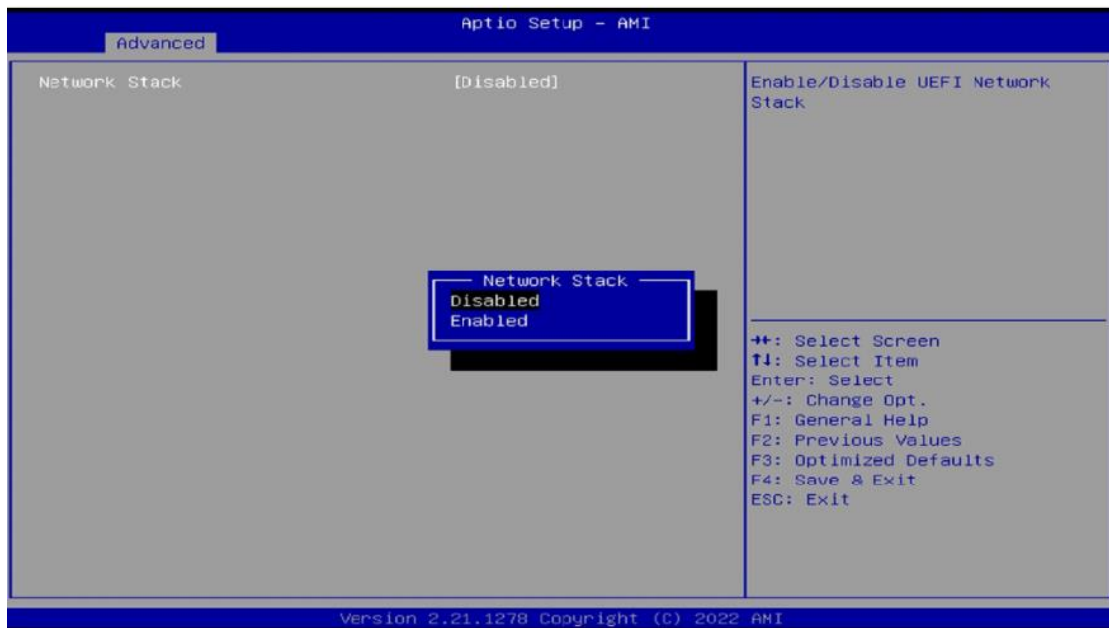 Aptio Setup - AMI
Advanced
Network Stack [Disabled]
Enable/Disable UEFI Network
Stack
Network Stack
Disabled
Enabled
→←: Select Screen
↑↓: Select Item
Enter: Select
+/-: Change Opt.
F1: General Help
F2: Previous Values
F3: Optimized Defaults
F4: Save & Exit
ESC: Exit
Version 2.21.1278 Copyright (C) 2022 AMI